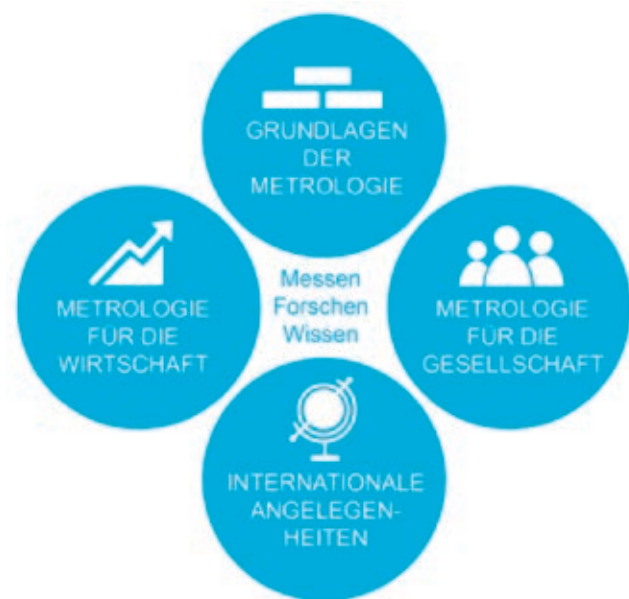 GRUNDLAGEN
DER
METROLOGIE
METROLOGIE
FÜR DIE
WIRTSCHAFT
Messen
Forschen
Wissen
METROLOGIE
FÜR DIE
GESELLSCHAFT
INTERNATIONALE
ANGELEGEN-
HEITEN